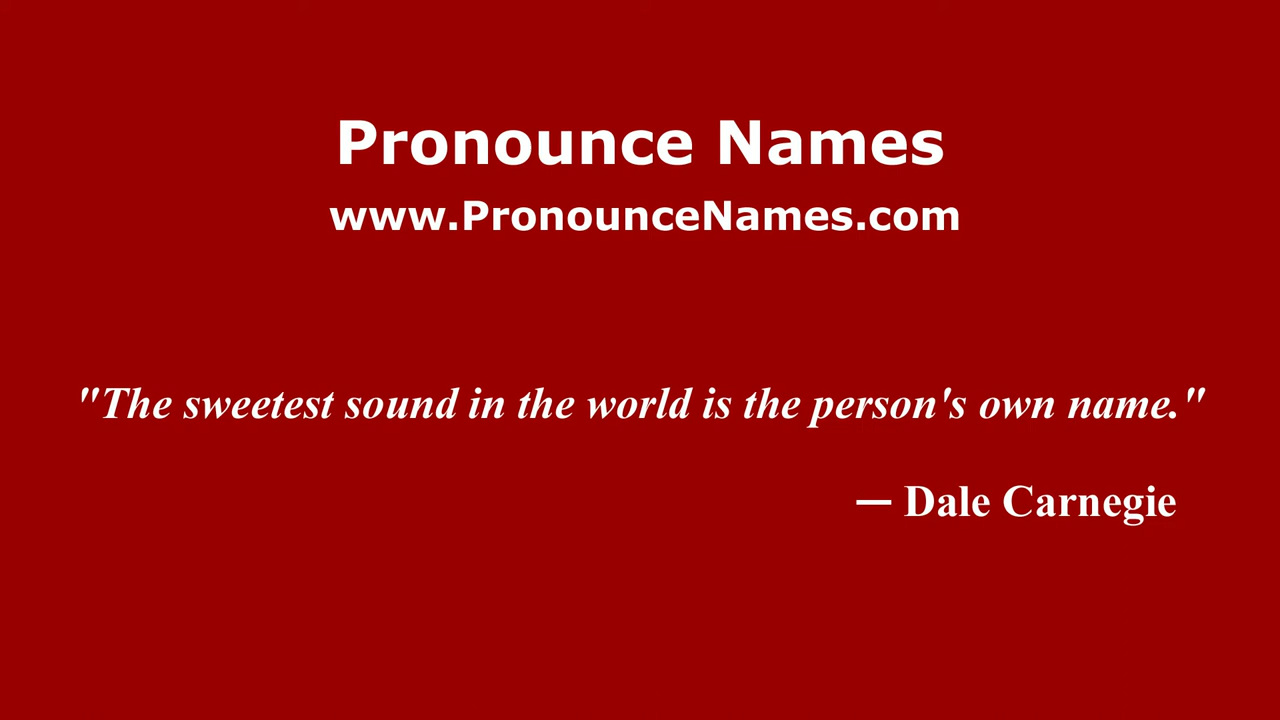 Pronounce Names
www.PronounceNames.com
"The sweetest sound in the world is the person's own name."
— Dale Carnegie